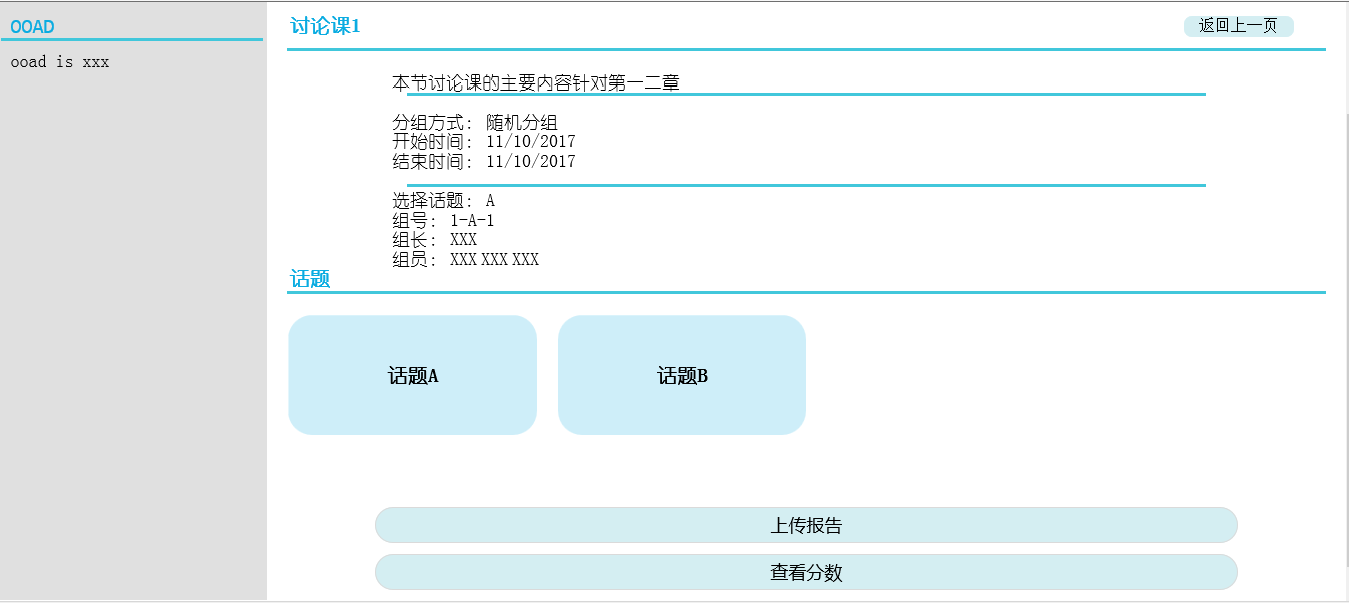 OOAD
ooad is xxx
讨论课1
返回上一页
本节讨论课的主要内容针对第一二章
分组方式: 随机分组
开始时间: 11/10/2017
结束时间: 11/10/2017
选择话题: A
组号: 1-A-1
组长: XXX
组员: XXX XXX XXX
话题
话题A
话题B
上传报告
查看分数